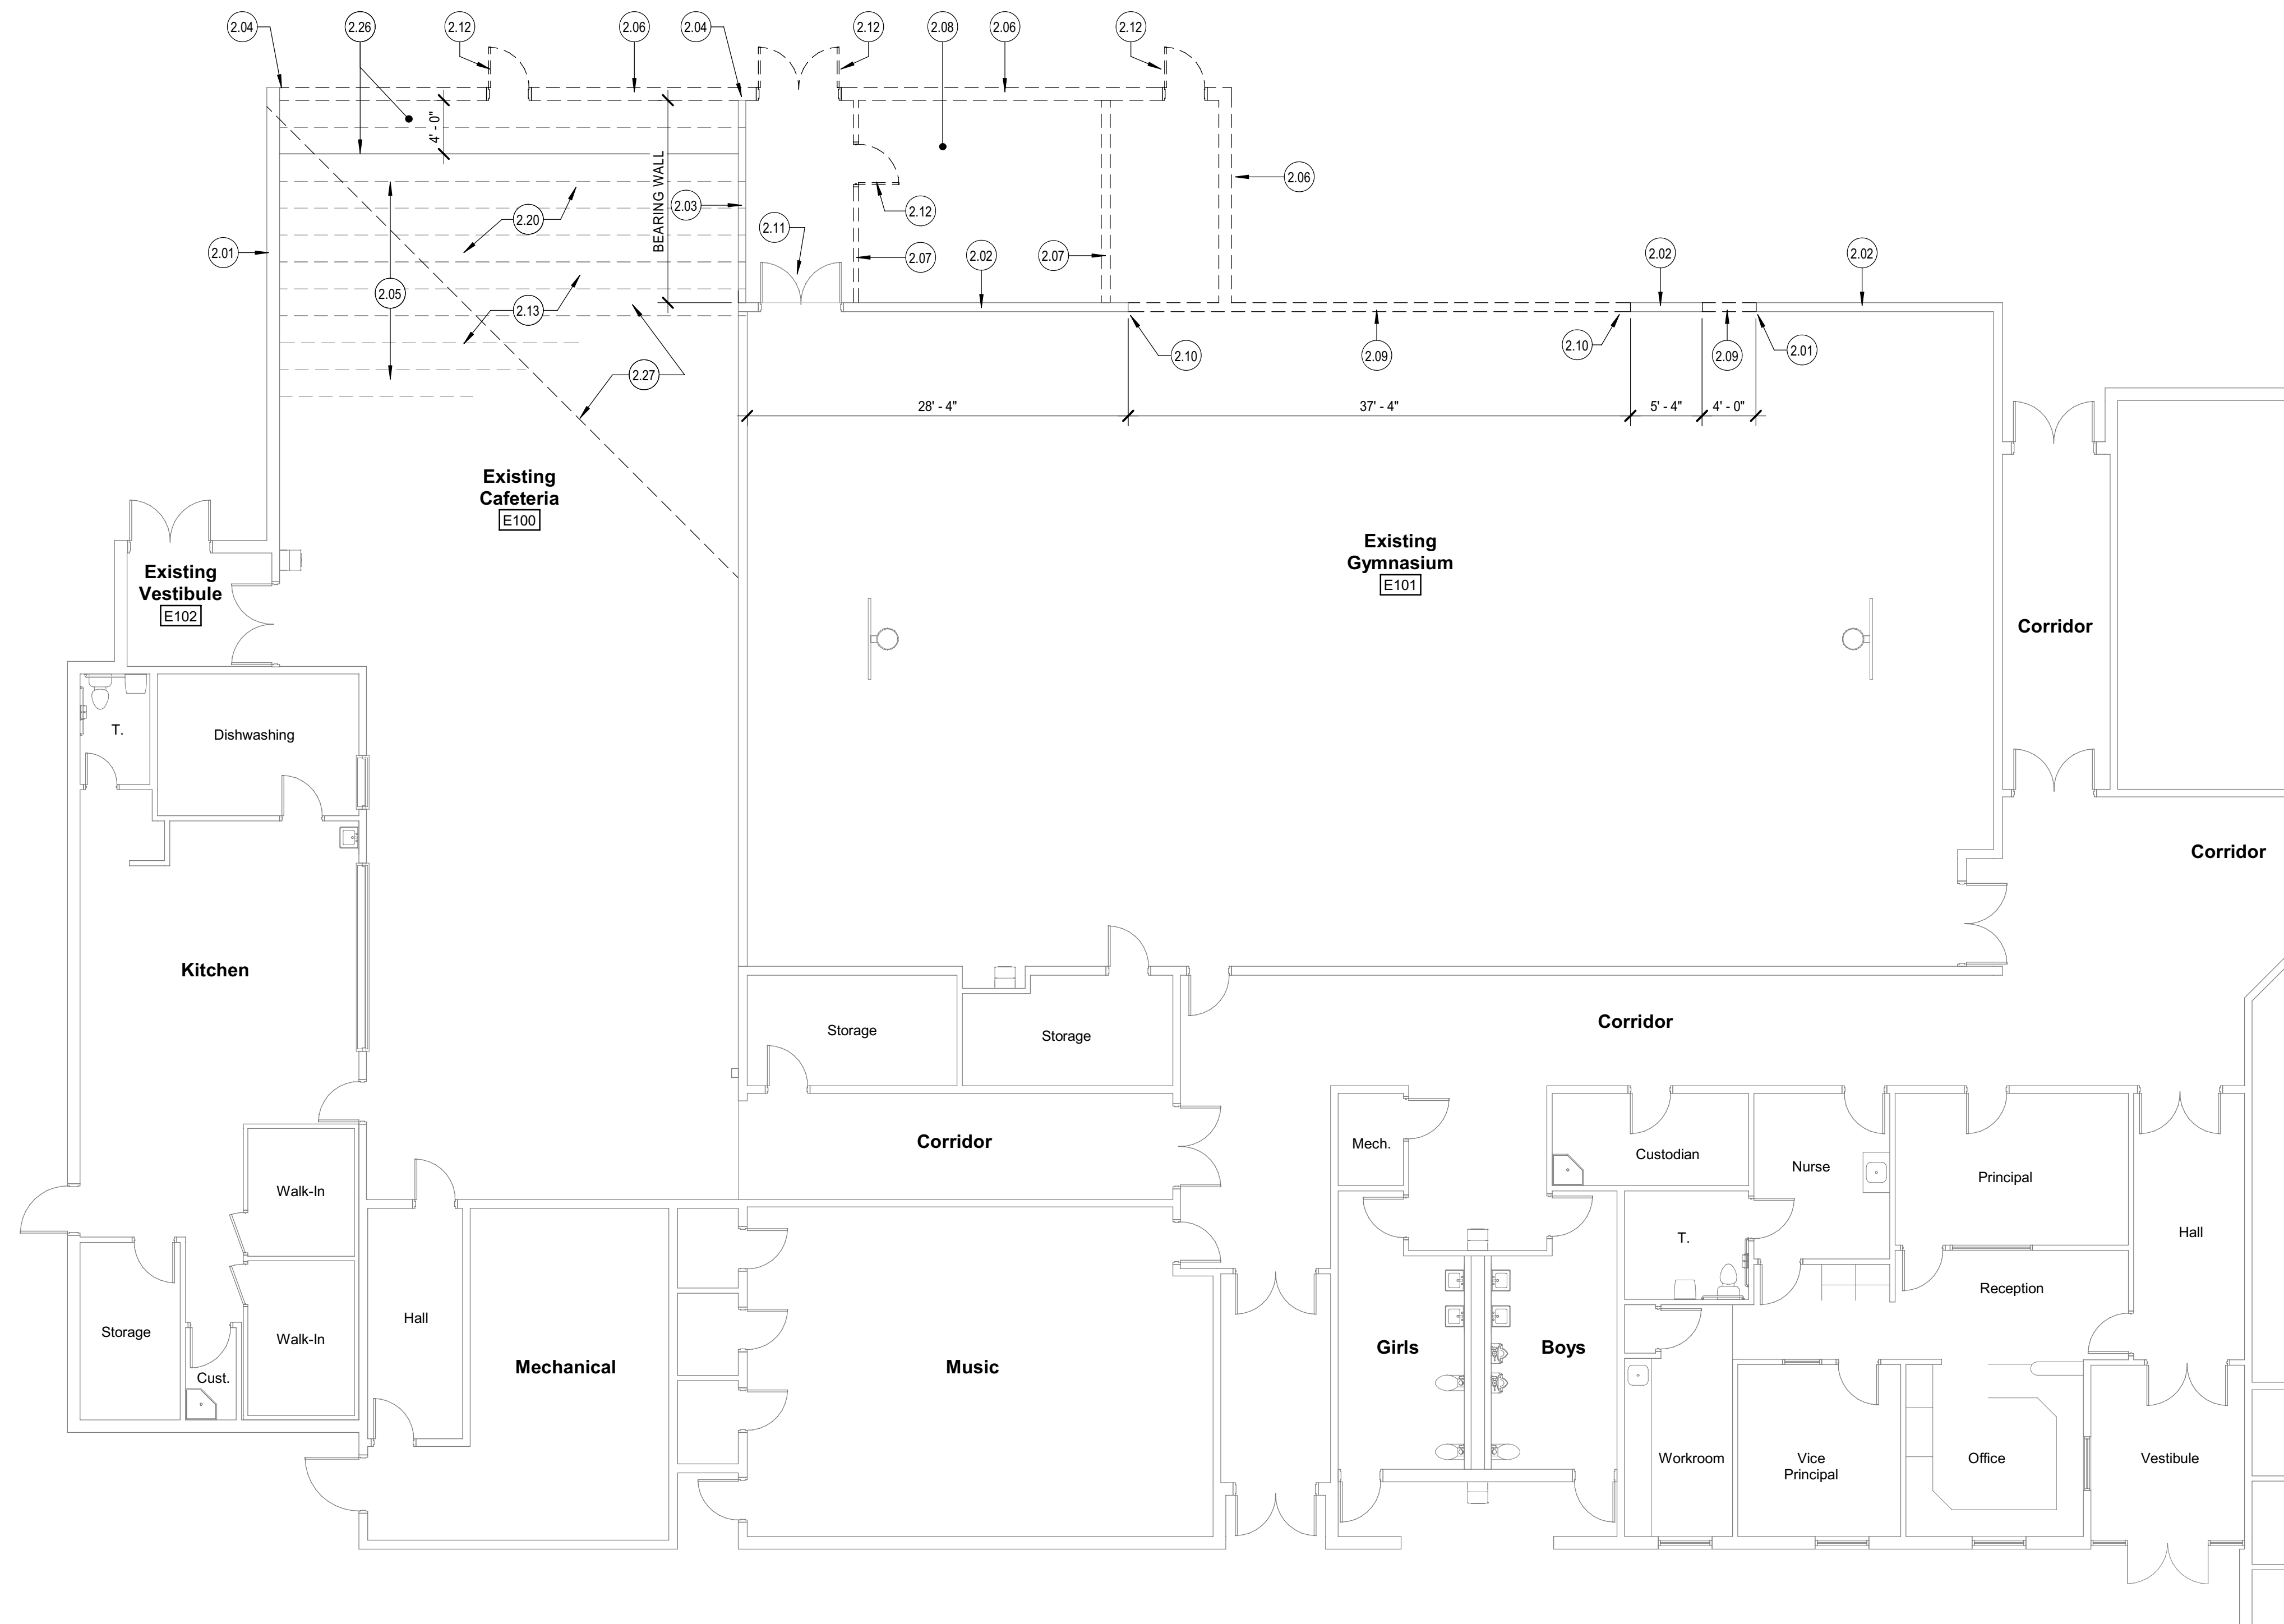 2.04
2.26
2.12
2.06
2.04
2.12
2.08
2.06
2.12
4' - 0"
BEARING WALL
2.06
2.03
2.20
2.12
2.11
2.01
2.07
2.02
2.07
2.02
2.02
2.05
2.13
2.10
2.09
2.10
2.09
2.01
2.27
28' - 4"
37' - 4"
5' - 4"
4' - 0"
Existing
Cafeteria
E100
Existing
Gymnasium
E101
Existing
Vestibule
E102
Corridor
T.
Dishwashing
Corridor
Kitchen
Storage
Storage
Corridor
Corridor
Mech.
Custodian
Nurse
Principal
Walk-In
T.
Hall
Reception
Hall
Storage
Walk-In
Cust.
Mechanical
Music
Girls
Boys
Workroom
Vice
Principal
Office
Vestibule